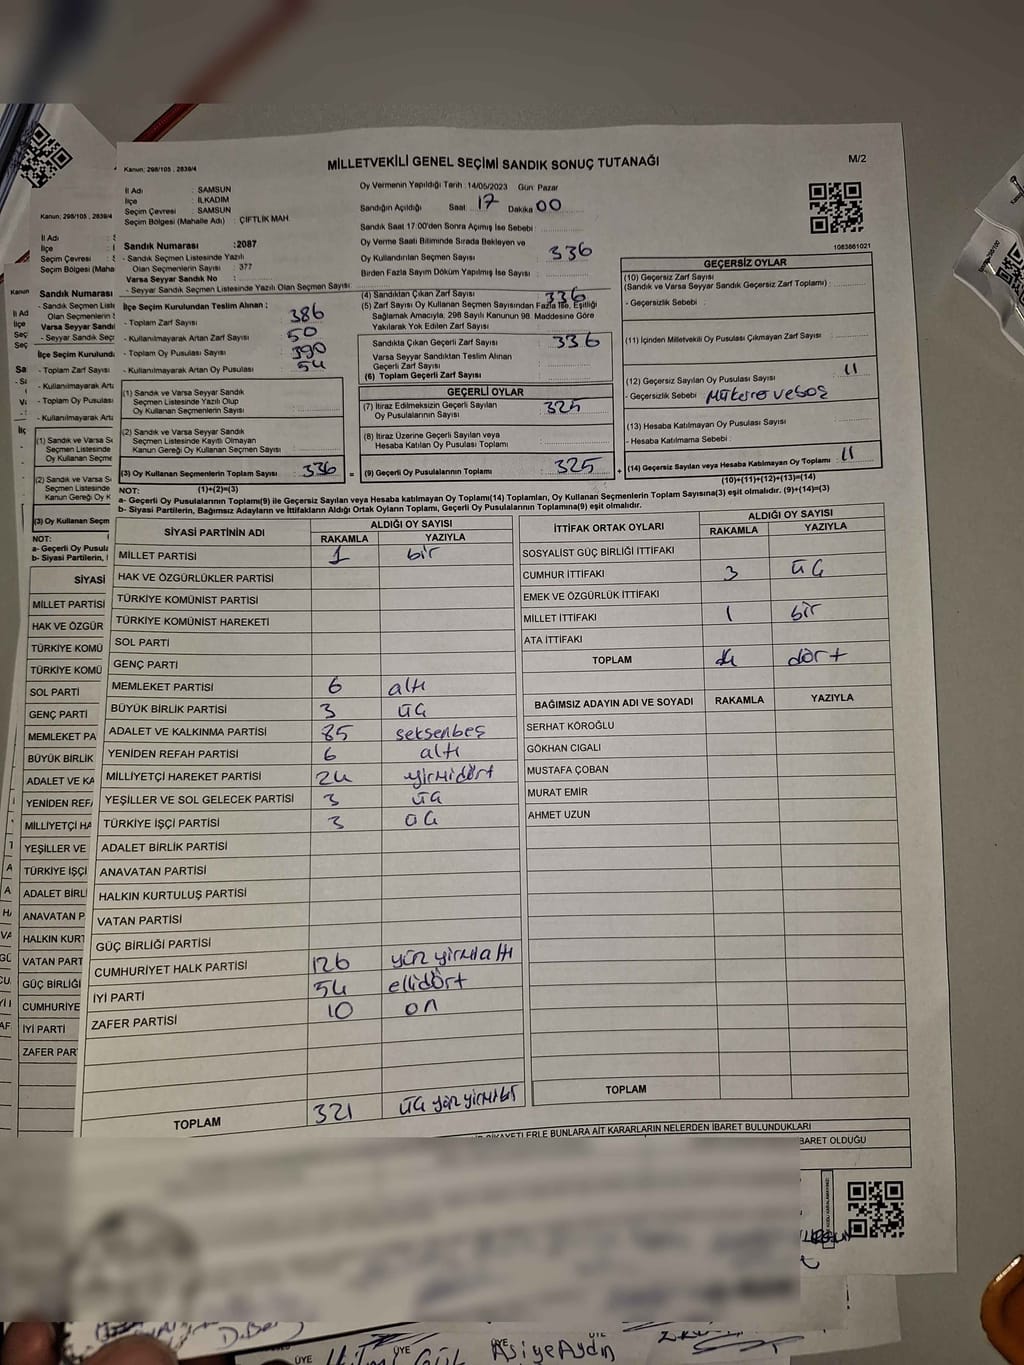 MİLLETVEKİLİ GENEL SEÇİMİ SANDIK SONUÇ TUTANAĞI
M/2
Kanun; 298/105 , 2839/4
İl Adı : SAMSUN
İlçe : İLKADIM
Seçim Çevresi : SAMSUN
Seçim Bölgesi (Mahalle Adı) : ÇİFTLİK MAH
Sandık Numarası :2087
- Sandık Seçmen Listesinde Yazılı
Olan Seçmenlerin Sayısı : 377
Varsa Seyyar Sandık No :
- Seyyar Sandık Seçmen Listesinde Yazılı Olan Seçmen Sayısı
Oy Vermenin Yapıldığı Tarih :14/05/2023 Gün: Pazar
Sandığın Açıldığı Saat 17 Dakika 00
Sandık Saat 17:00'den Sonra Açılmış İse Sebebi :
Oy Verme Saati Bitiminde Sırada Bekleyen ve
Oy Kullandırılan Seçmen Sayısı 336
Birden Fazla Sayım Döküm Yapılmış İse Sayısı :
1083861021
İlçe Seçim Kurulundan Teslim Alınan ;
- Toplam Zarf Sayısı 386
- Kullanılmayarak Artan Zarf Sayısı 50
- Toplam Oy Pusulası Sayısı 390
- Kullanılmayarak Artan Oy Pusulası 54
(1) Sandık ve Varsa Seyyar Sandık
Seçmen Listesinde Yazılı Olup
Oy Kullanan Seçmenlerin Sayısı
(2) Sandık ve Varsa Seyyar Sandık
Seçmen Listesinde Kayıtlı Olmayan
Kanun Gereği Oy Kullanan Seçmen Sayısı
(3) Oy Kullanan Seçmenlerin Toplam Sayısı 336
(1)+(2)=(3)
(4) Sandıktan Çıkan Zarf Sayısı 336
(5) Zarf Sayısı Oy Kullanan Seçmen Sayısından Fazla İse, Eşitliği
Sağlamak Amacıyla, 298 Sayılı Kanunun 98. Maddesine Göre
Yakılarak Yok Edilen Zarf Sayısı
Sandıkta Çıkan Geçerli Zarf Sayısı 336
Varsa Seyyar Sandıktan Teslim Alınan
Geçerli Zarf Sayısı
(6) Toplam Geçerli Zarf Sayısı
GEÇERLİ OYLAR
(7) İtiraz Edilmeksizin Geçerli Sayılan
Oy Pusulalarının Sayısı 325
(8) İtiraz Üzerine Geçerli Sayılan veya
Hesaba Katılan Oy Pusulası Toplamı
= (9) Geçerli Oy Pusulalarının Toplamı 325
GEÇERSİZ OYLAR
(10) Geçersiz Zarf Sayısı
(Sandık ve Varsa Seyyar Sandık Geçersiz Zarf Toplamı) :
- Geçersizlik Sebebi :
(11) İçinden Milletvekili Oy Pusulası Çıkmayan Zarf Sayısı
(12) Geçersiz Sayılan Oy Pusulası Sayısı 11
- Geçersizlik Sebebi
(13) Hesaba Katılmayan Oy Pusulası Sayısı
- Hesaba Katılmama Sebebi :
+ (14) Geçersiz Sayılan veya Hesaba Katılmayan Oy Toplamı 11
(10)+(11)+(12)+(13)=(14)
NOT:
a- Geçerli Oy Pusulalarının Toplamı(9) ile Geçersiz Sayılan veya Hesaba katılmayan Oy Toplamı(14) Toplamları, Oy Kullanan Seçmenlerin Toplam Sayısına(3) eşit olmalıdır. (9)+(14)=(3)
b- Siyasi Partilerin, Bağımsız Adayların ve İttifakların Aldığı Ortak Oyların Toplamı, Geçerli Oy Pusulalarının Toplamına(9) eşit olmalıdır.
SİYASİ PARTİNİN ADI ALDIĞI OY SAYISI
RAKAMLA YAZIYLA
MİLLET PARTİSİ 1 bir
HAK VE ÖZGÜRLÜKLER PARTİSİ
TÜRKİYE KOMÜNİST PARTİSİ
TÜRKİYE KOMÜNİST HAREKETİ
SOL PARTİ
GENÇ PARTİ
MEMLEKET PARTİSİ 6 altı
BÜYÜK BİRLİK PARTİSİ 3 üç
ADALET VE KALKINMA PARTİSİ 85 seksenbeş
YENİDEN REFAH PARTİSİ 6 altı
MİLLİYETÇİ HAREKET PARTİSİ 24 yirmidört
YEŞİLLER VE SOL GELECEK PARTİSİ 3 üç
TÜRKİYE İŞÇİ PARTİSİ 3 üç
ADALET BİRLİK PARTİSİ
ANAVATAN PARTİSİ
HALKIN KURTULUŞ PARTİSİ
VATAN PARTİSİ
GÜÇ BİRLİĞİ PARTİSİ
CUMHURİYET HALK PARTİSİ 126 yüz yirmialtı
İYİ PARTİ 54 ellidört
ZAFER PARTİSİ 10 on
TOPLAM 321 üç yüz yirmibi
İTTİFAK ORTAK OYLARI ALDIĞI OY SAYISI
RAKAMLA YAZIYLA
SOSYALİST GÜÇ BİRLİĞİ İTTİFAKI
CUMHUR İTTİFAKI 3 üç
EMEK VE ÖZGÜRLÜK İTTİFAKI
MİLLET İTTİFAKI 1 bir
ATA İTTİFAKI
TOPLAM 4 dört
BAĞIMSIZ ADAYIN ADI VE SOYADI RAKAMLA YAZIYLA
SERHAT KÖROĞLU
GÖKHAN CIGALI
MUSTAFA ÇOBAN
MURAT EMİR
AHMET UZUN
TOPLAM
BUNLARA AİT KARARLARIN NELERDEN İBARET BULUNDUKLARI
BARET OLDUĞU
D.Be
ÜYE ÜYE ÜYE ÜYE
Asiye Aydın